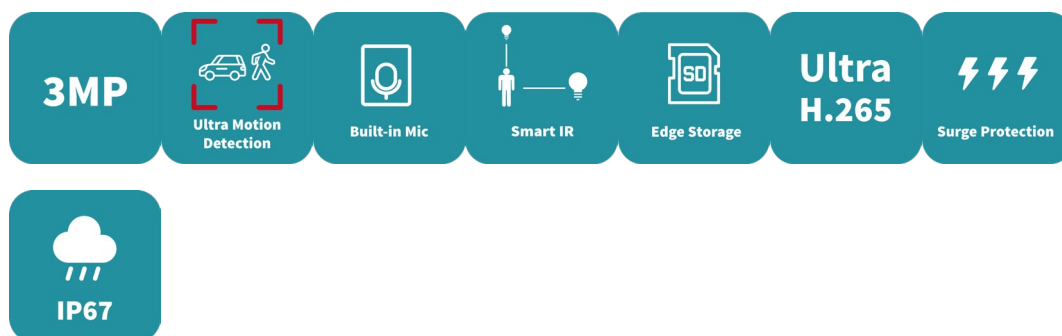 3MP
Ultra Motion
Detection
Built-in Mic
Smart IR
SD
Edge Storage
Ultra
H.265
Surge Protection
IP67